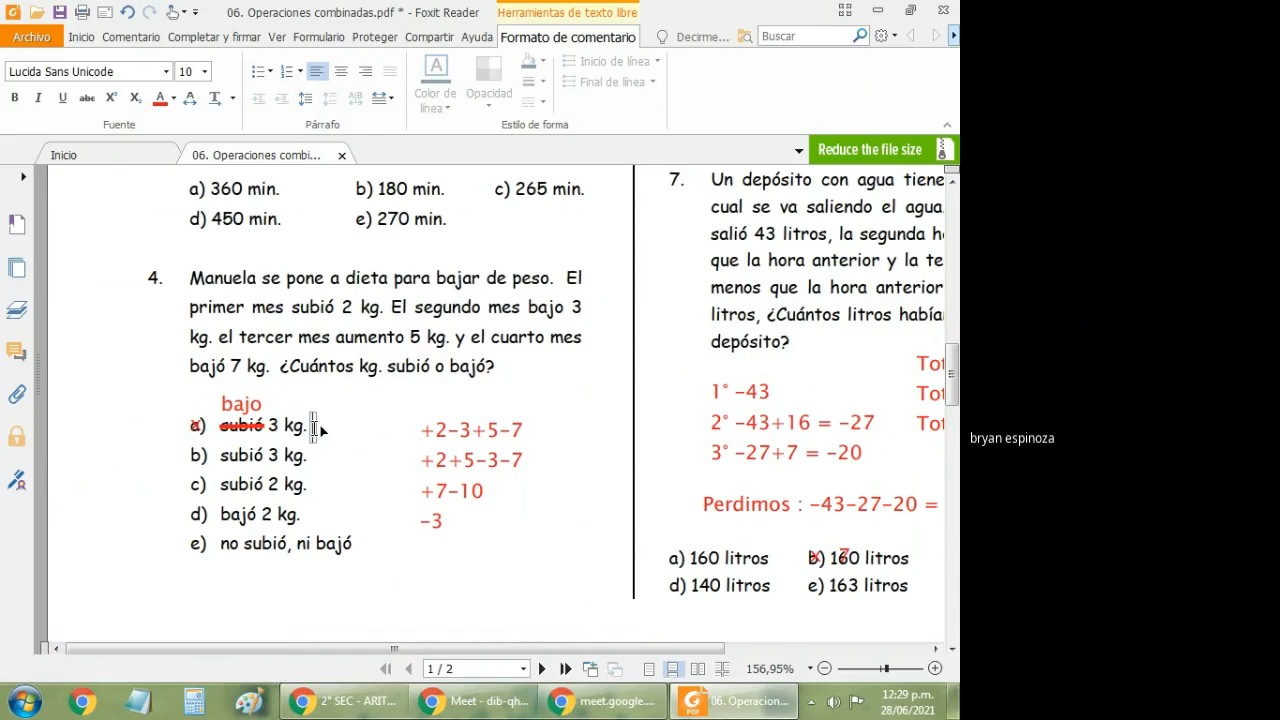 06. Operaciones combinadas.pdf * - Foxit Reader
Herramientas de texto libre
Archivo
Inicio
Comentario
Completar y firmar
Ver
Formulario
Proteger
Compartir
Ayuda
Formato de comentario
Decirme...
Buscar
Lucida Sans Unicode
10
Color de línea
Opacidad
Inicio de línea
Final de línea
Fuente
Párrafo
Estilo de forma
Inicio
06. Operaciones combi...
Reduce the file size
a) 360 min. b) 180 min. c) 265 min.
d) 450 min. e) 270 min.
4. Manuela se pone a dieta para bajar de peso. El
primer mes subió 2 kg. El segundo mes bajo 3
kg. el tercer mes aumento 5 kg. y el cuarto mes
bajó 7 kg. ¿Cuántos kg. subió o bajó?
bajo
a) subió 3 kg.
b) subió 3 kg.
c) subió 2 kg.
d) bajó 2 kg.
e) no subió, ni bajó
+2-3+5-7
+2+5-3-7
+7-10
-3
7. Un depósito con agua tiene
cual se va saliendo el agua.
salió 43 litros, la segunda h
que la hora anterior y la te
menos que la hora anterior
litros, ¿Cuántos litros había
depósito?
Tot
1° -43 Tot
2° -43+16 = -27 Tot
3° -27+7 = -20
Perdimos : -43-27-20 =
a) 160 litros b) 160 litros
x 7
d) 140 litros e) 163 litros
bryan espinoza
1 / 2
156,95%
2° SEC - ARIT...
Meet - dib-qh...
meet.google....
06. Operacion...
12:29 p.m.
28/06/2021